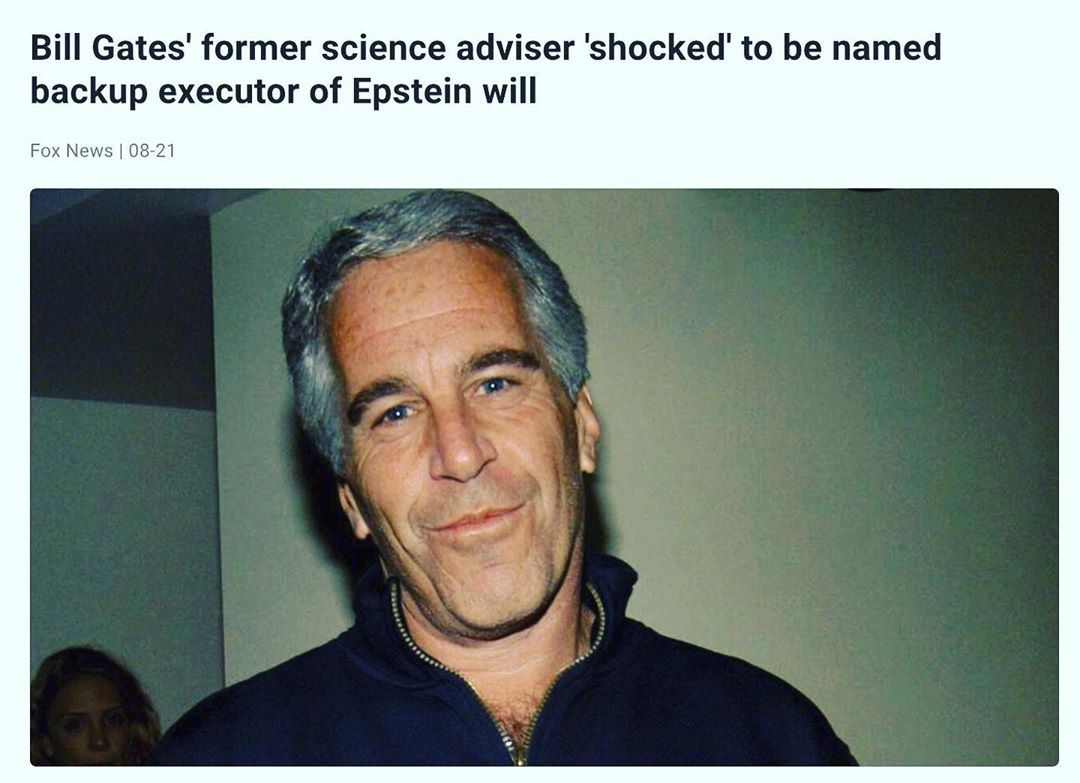 Bill Gates' former science adviser 'shocked' to be named
backup executor of Epstein will
Fox News | 08-21